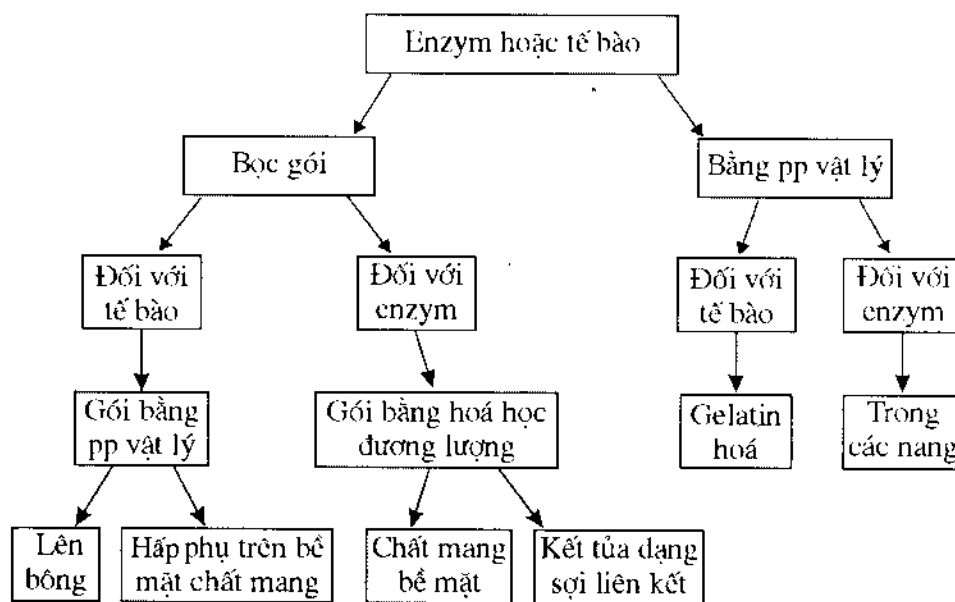 Enzym hoặc tế bào
Bọc gói
Bằng pp vật lý
Đối với
tế bào
Đối với
enzym
Đối với
tế bào
Đối với
enzym
Gói bằng
pp vật lý
Gói bằng hoá học
đương lượng
Gelatin
hoá
Trong
các nang
Lên
bông
Hấp phụ trên bề
mặt chất mang
Chất mang
bề mặt
Kết tủa dạng
sợi liên kết